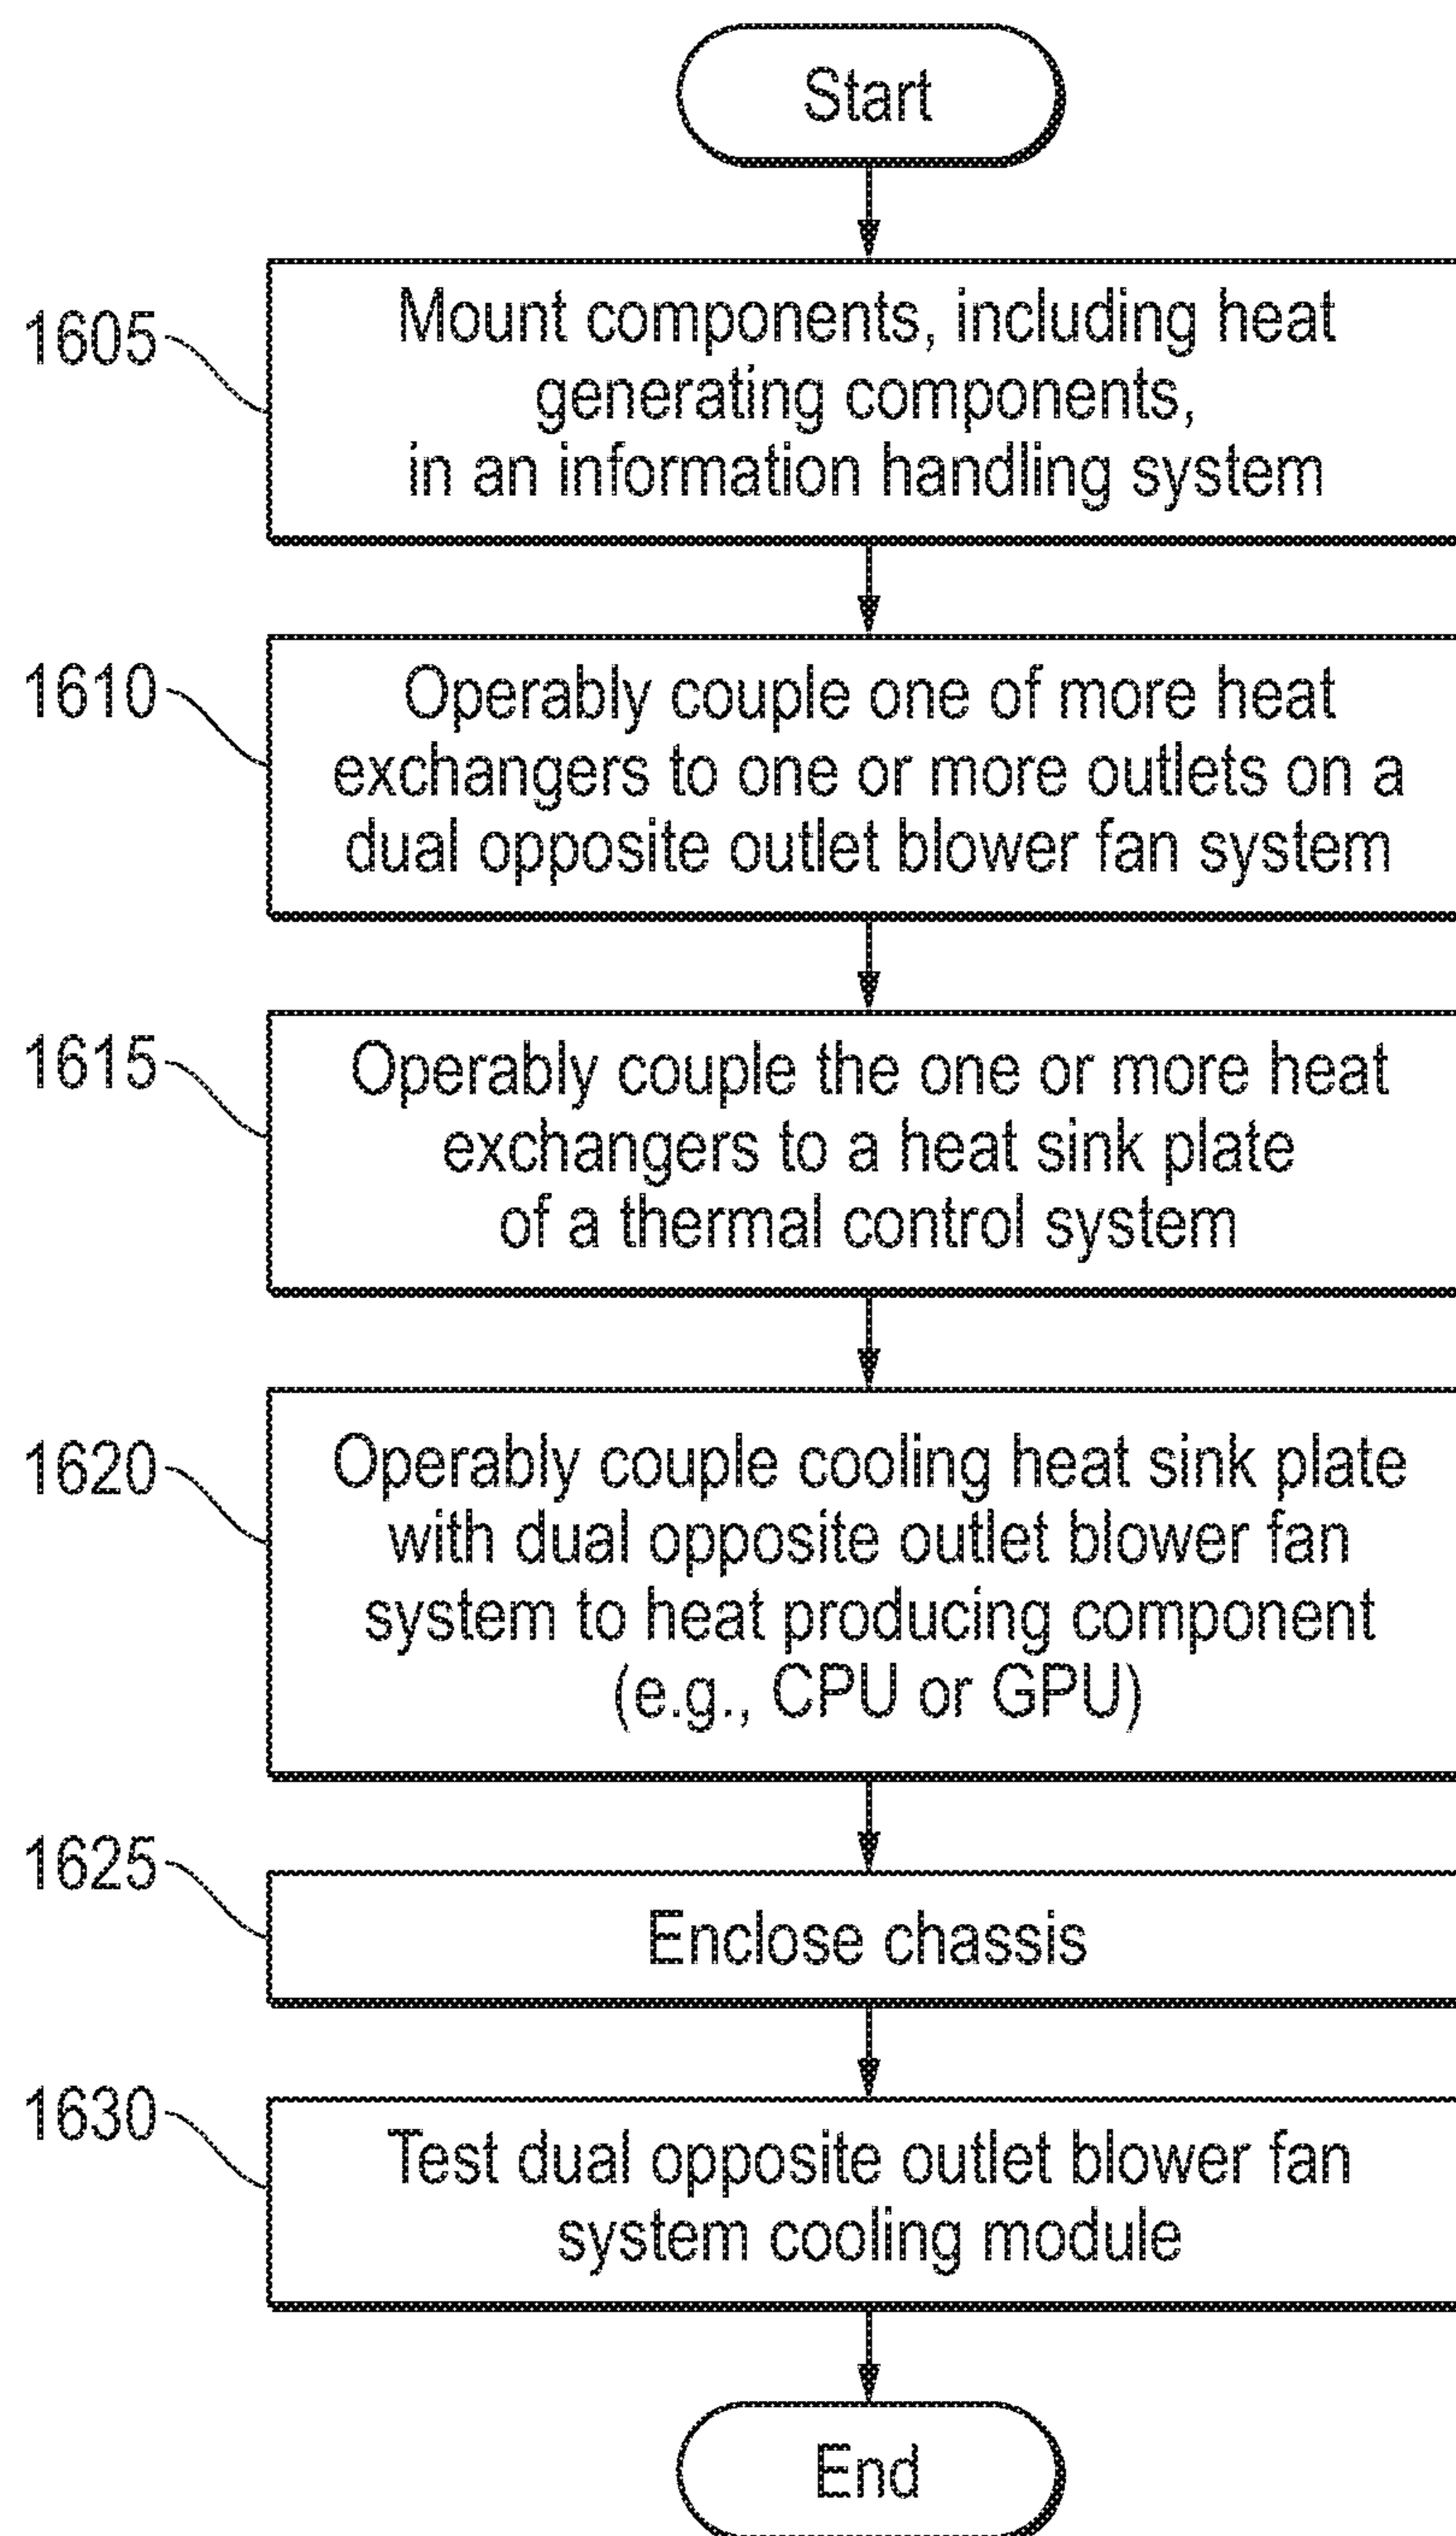 Start
1605
Mount components, including heat
generating components,
in an information handling system
1610
Operably couple one of more heat
exchangers to one or more outlets on a
dual opposite outlet blower fan system
1615
Operably couple the one or more heat
exchangers to a heat sink plate
of a thermal control system
1620
Operably couple cooling heat sink plate
with dual opposite outlet blower fan
system to heat producing component
(e.g., CPU or GPU)
1625
Enclose chassis
1630
Test dual opposite outlet blower fan
system cooling module
End